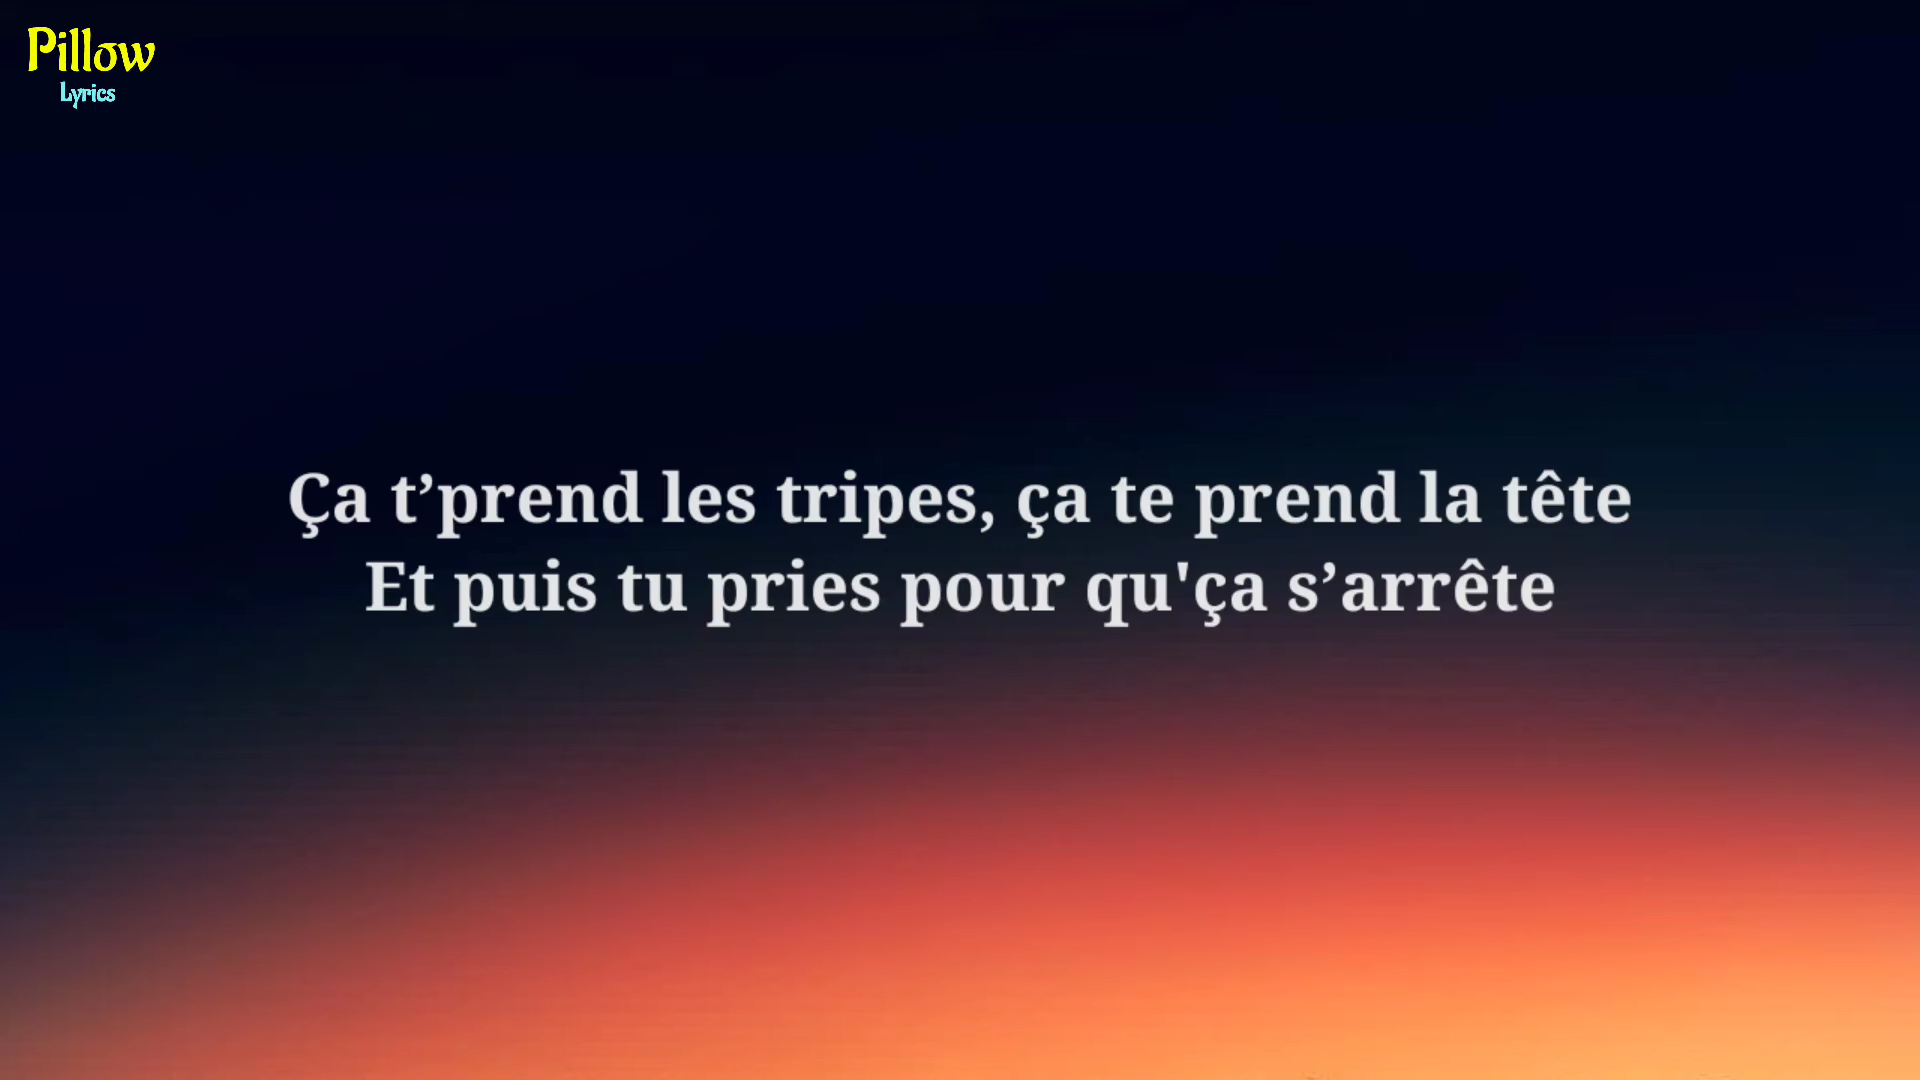 Pillow
Lyrics
Ça t’prend les tripes, ça te prend la tête
Et puis tu pries pour qu'ça s’arrête